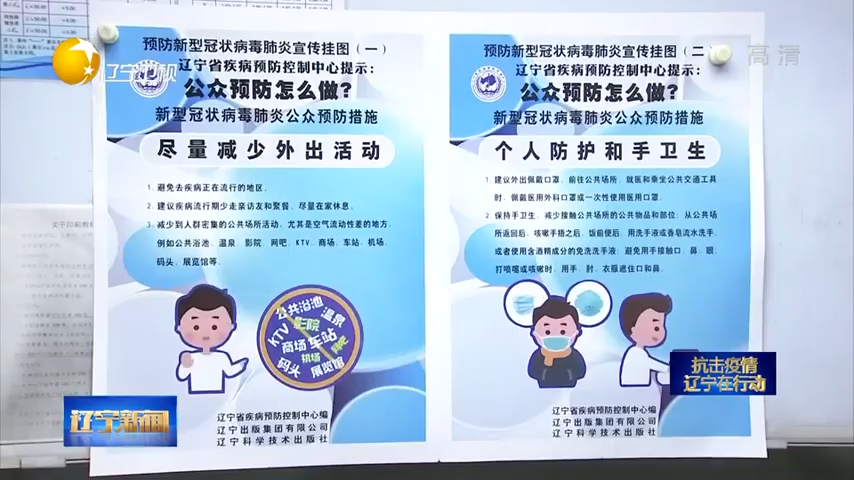 辽宁卫视
高清
关于印刷教材
预防新型冠状病毒肺炎宣传挂图（一）
辽宁省疾病预防控制中心提示：
公众预防怎么做？
新型冠状病毒肺炎公众预防措施
尽量减少外出活动
1. 避免去疾病正在流行的地区。
2. 建议疾病流行期少走亲访友和聚餐，尽量在家休息。
3. 减少到人群密集的公共场所活动，尤其是空气流动性差的地方，
例如公共浴池、温泉、影院、网吧、KTV、商场、车站、机场、
码头、展览馆等。
公共浴池
温泉
KTV
影院
商场
车站
网吧
机场
码头
展览馆
辽宁省疾病预防控制中心编
辽宁出版集团有限公司
辽宁科学技术出版社
预防新型冠状病毒肺炎宣传挂图（二
辽宁省疾病预防控制中心提示：
公众预防怎么做？
新型冠状病毒肺炎公众预防措施
个人防护和手卫生
1. 建议外出佩戴口罩。前往公共场所、就医和乘坐公共交通工具
时，佩戴医用外科口罩或一次性使用医用口罩。
2. 保持手卫生。减少接触公共场所的公共物品和部位；从公共场
所返回后、咳嗽手捂之后、饭前便后，用洗手液或香皂流水洗手，
或者使用含酒精成分的免洗洗手液；避免用手接触口、鼻、眼；
打喷嚏或咳嗽时，用手、肘、衣服遮住口和鼻。
辽宁省疾病预防控制中心编
辽宁出版集团有限公司
辽宁科学技术出版社
抗击疫情
辽宁在行动
辽宁新闻